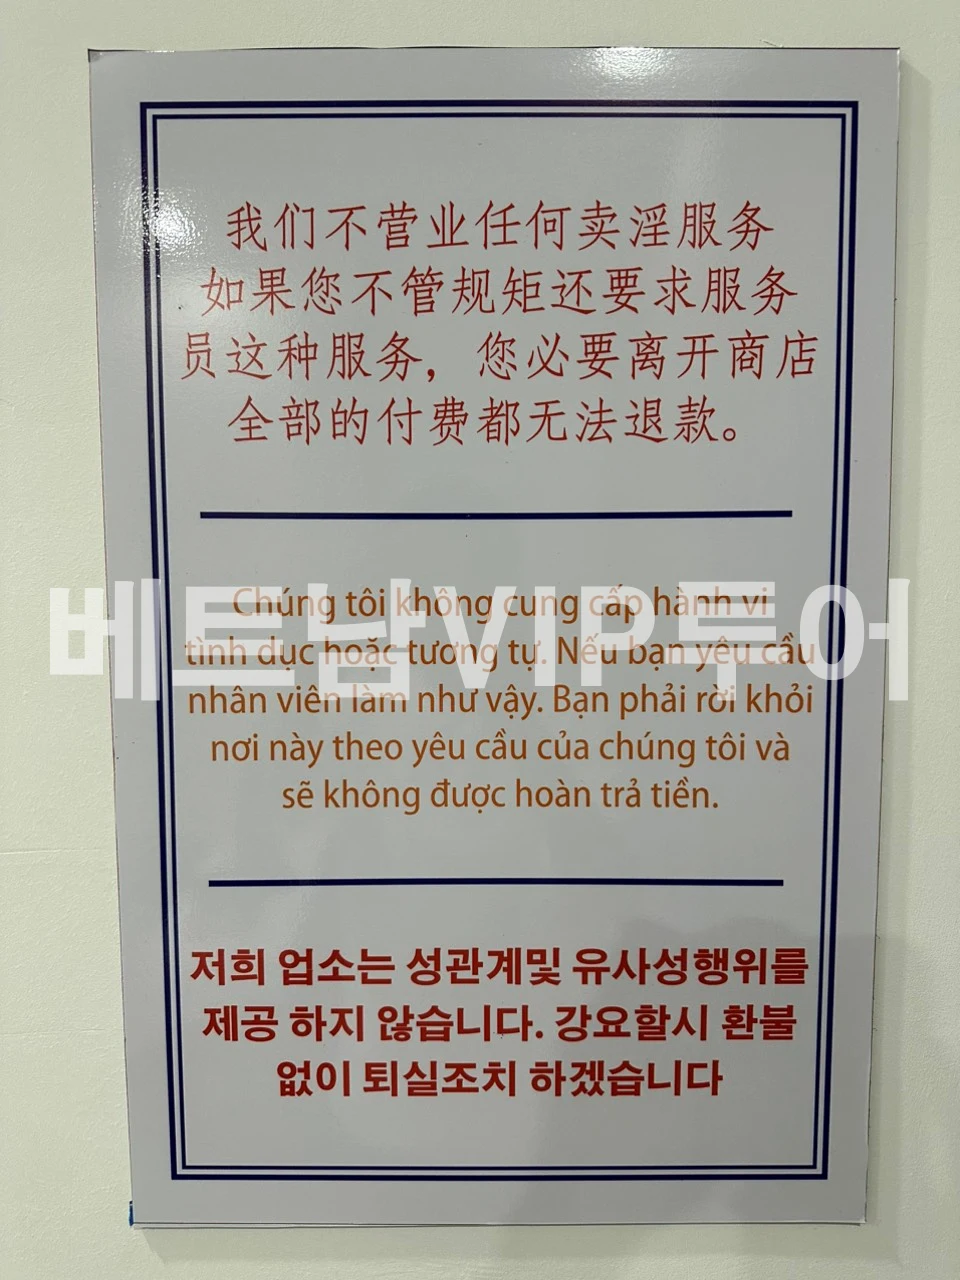 我们不营业任何卖淫服务
如果您不管规矩还要求服务
员这种服务，您必要离开商店
全部的付费都无法退款。
Chúng tôi không cung cấp hành vi
베트남VIP투어
tình dục hoặc tương tự. Nếu bạn yêu cầu
nhân viên làm như vậy. Bạn phải rời khỏi
nơi này theo yêu cầu của chúng tôi và
sẽ không được hoàn trả tiền.
저희 업소는 성관계및 유사성행위를
제공 하지 않습니다. 강요할시 환불
없이 퇴실조치 하겠습니다